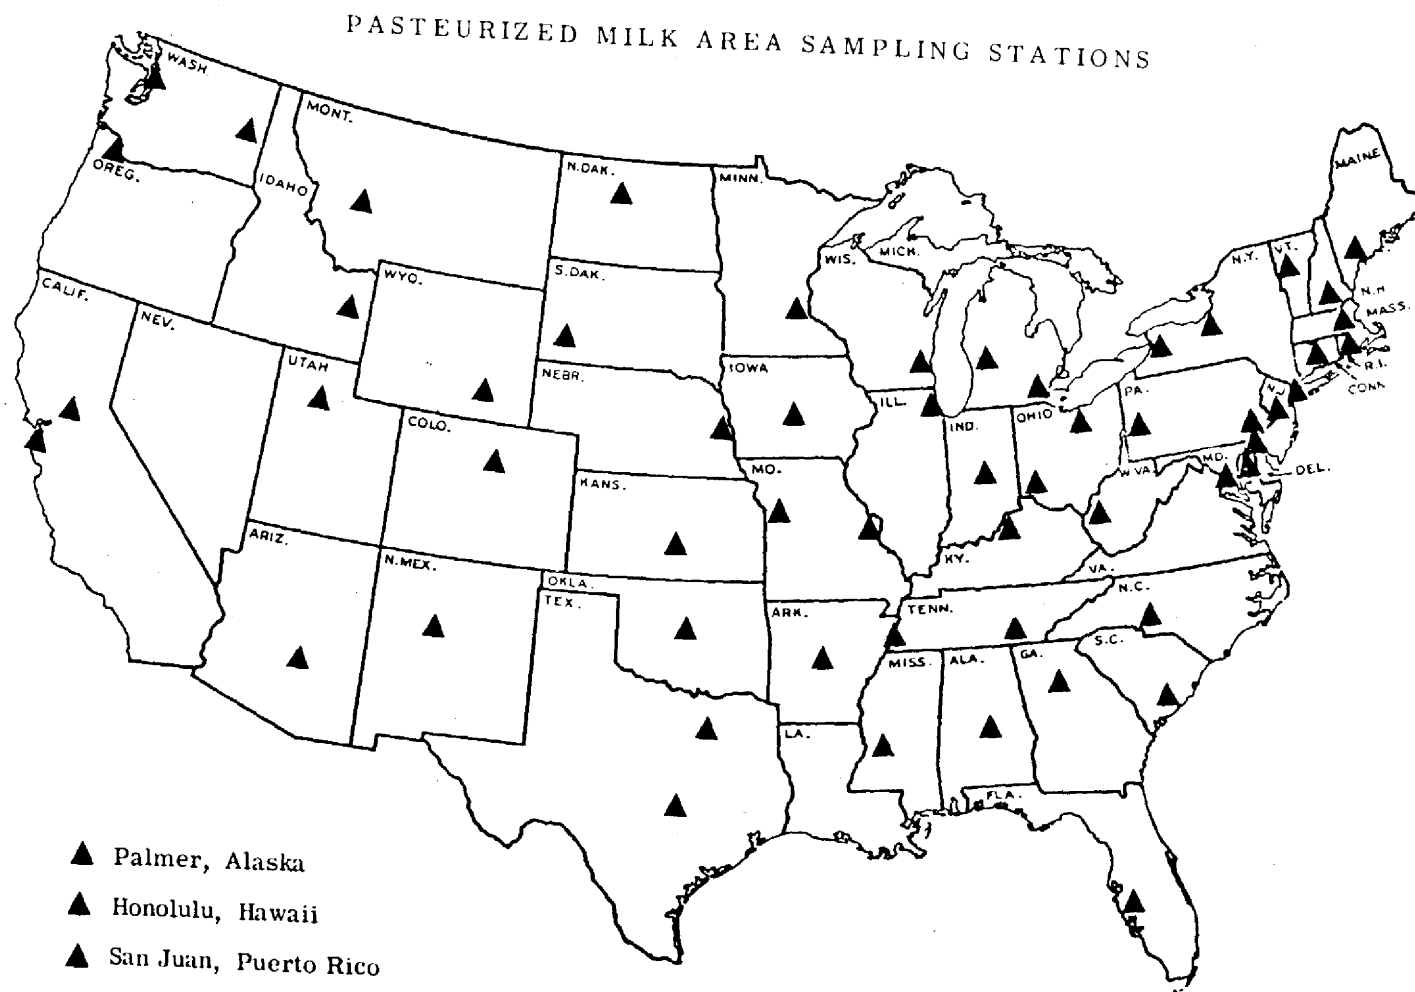 PASTEURIZED MILK AREA SAMPLING STATIONS
WASH.
MONT.
OREG.
IDAHO
N.DAK.
MINN.
MAINE
WIS.
MICH.
N.Y.
VT.
N.H.
MASS.
R.I.
CONN.
CALIF.
NEV.
WYO.
S.DAK.
UTAH
NEBR.
IOWA
ILL.
IND.
OHIO
PA.
N.J.
COLO.
KANS.
MO.
W.VA.
MD.
DEL.
ARIZ.
N.MEX.
OKLA.
TEX.
KY.
VA.
ARK.
TENN.
N.C.
S.C.
MISS.
ALA.
GA.
LA.
FLA.
Palmer, Alaska
Honolulu, Hawaii
San Juan, Puerto Rico